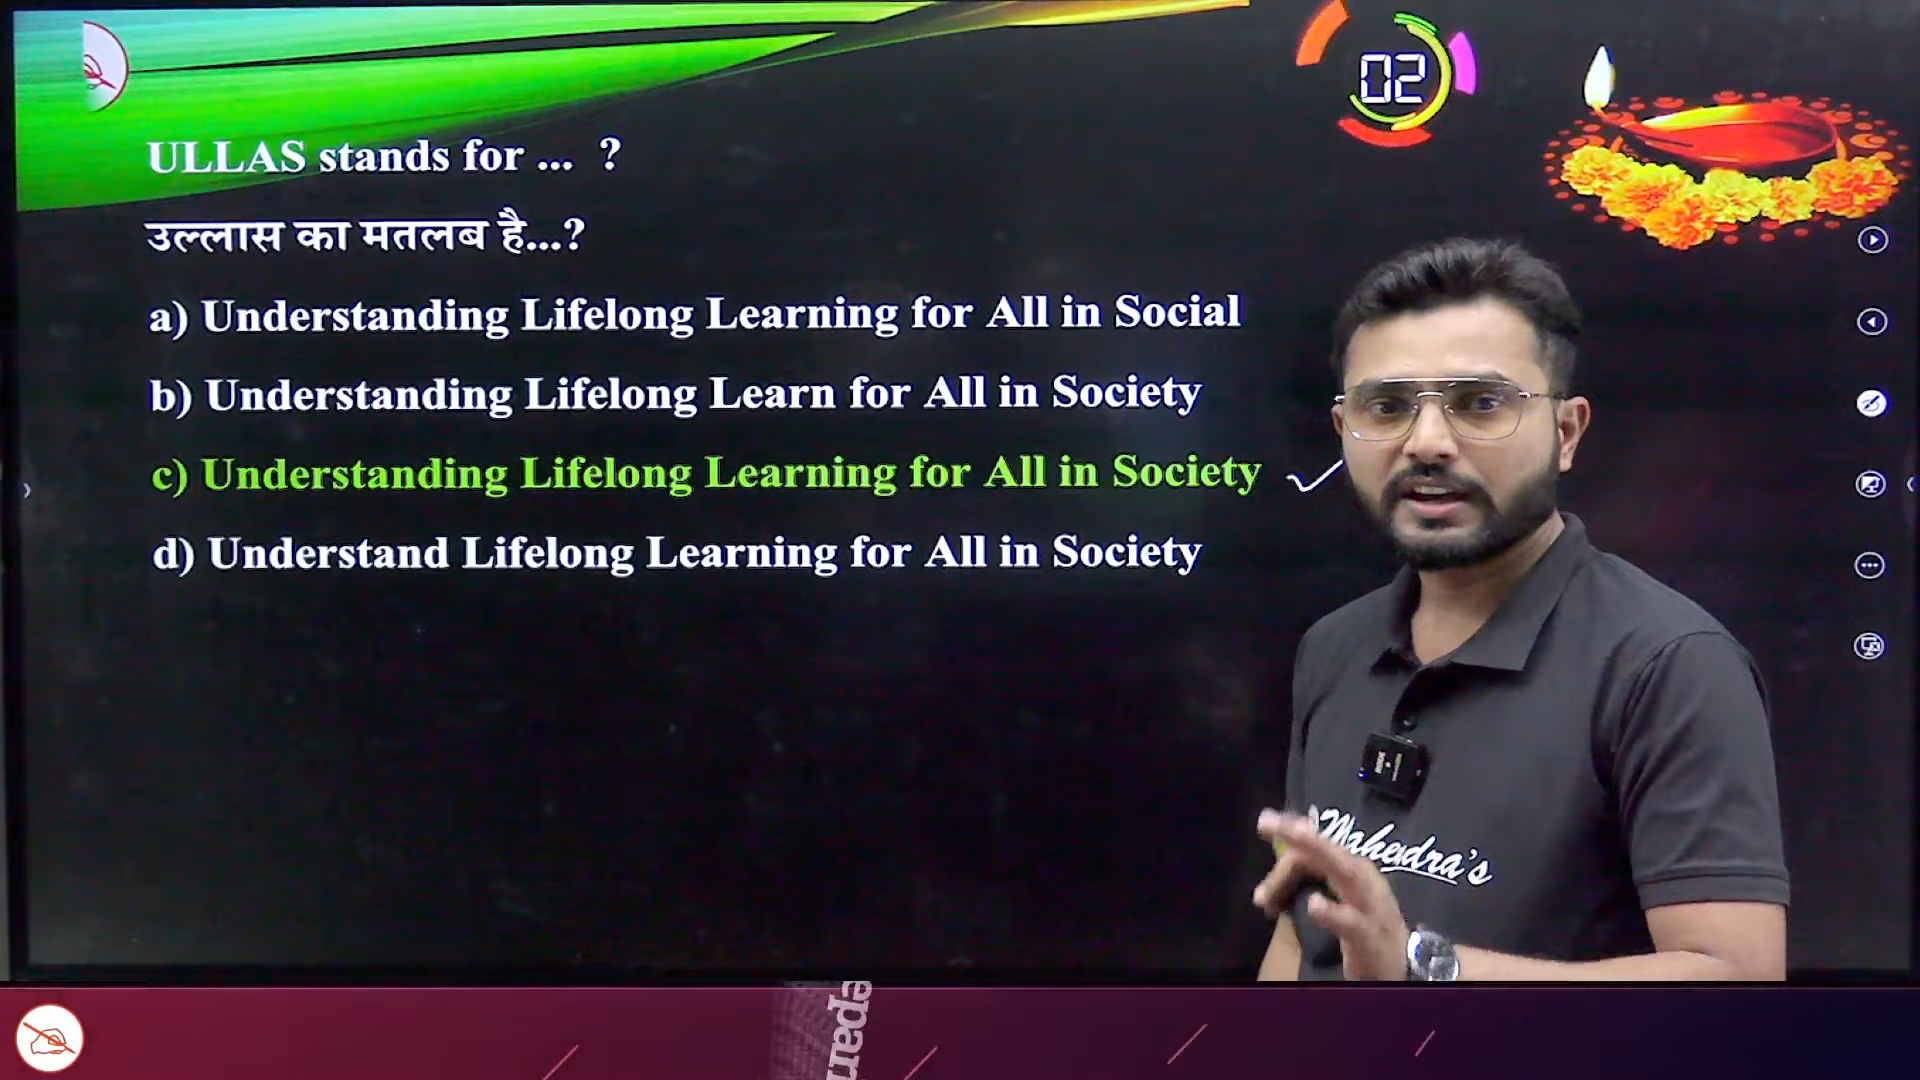 02
ULLAS stands for ... ?
उल्लास का मतलब है...?
a) Understanding Lifelong Learning for All in Social
b) Understanding Lifelong Learn for All in Society
c) Understanding Lifelong Learning for All in Society
d) Understand Lifelong Learning for All in Society
Mahendra's
epar